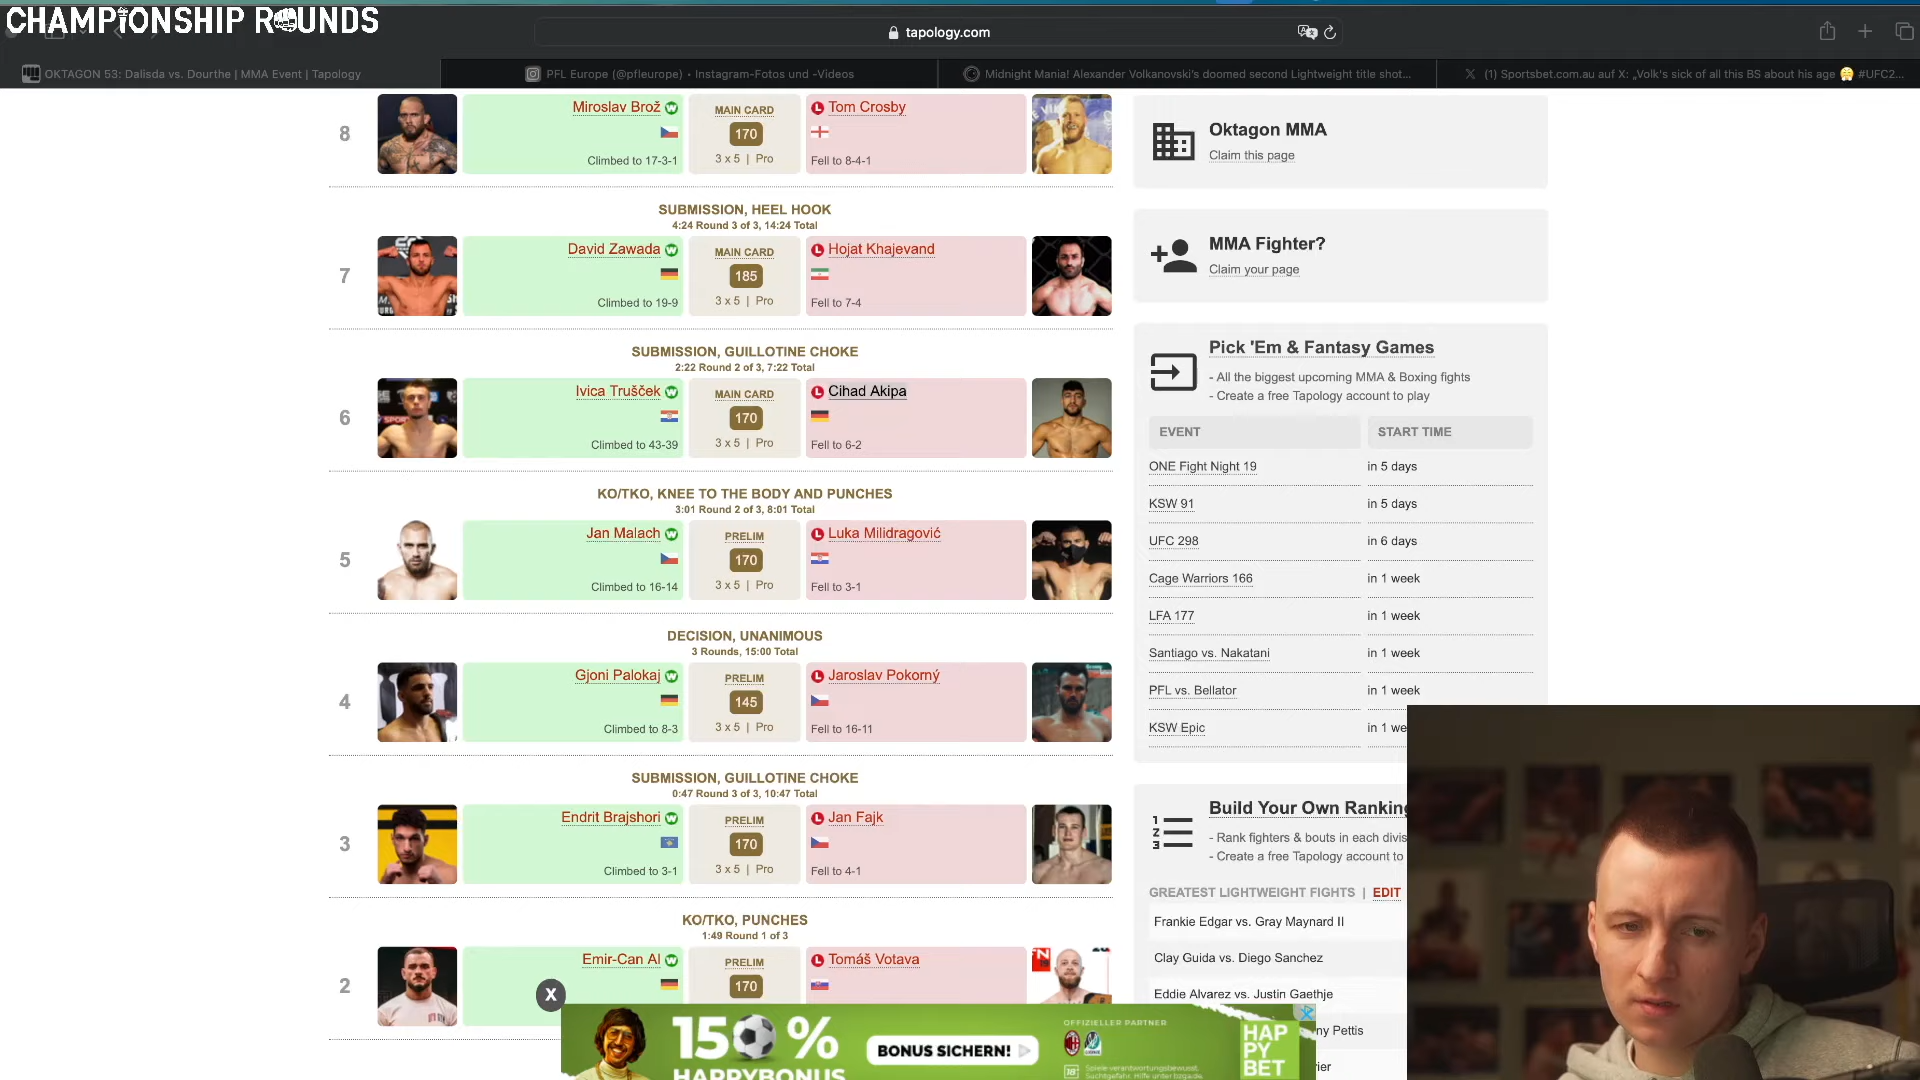 CHAMPIONSHIP ROUNDS
tapology.com
OKTAGON 53: Dalisda vs. Dourthe | MMA Event | Tapology
PFL Europe (@pfleurope) • Instagram-Fotos und -Videos
Midnight Mania! Alexander Volkanovski's doomed second Lightweight title shot...
(1) Sportsbet.com.au auf X: „Volk's sick of all this BS about his age 😤 #UFC2...
8
Miroslav Brož W
MAIN CARD
L Tom Crosby
170
Climbed to 17-3-1
3 x 5 | Pro
Fell to 8-4-1
SUBMISSION, HEEL HOOK
4:24 Round 3 of 3, 14:24 Total
7
David Zawada W
MAIN CARD
L Hojat Khajevand
185
Climbed to 19-9
3 x 5 | Pro
Fell to 7-4
SUBMISSION, GUILLOTINE CHOKE
2:22 Round 2 of 3, 7:22 Total
6
Ivica Trušček W
MAIN CARD
L Cihad Akipa
170
Climbed to 43-39
3 x 5 | Pro
Fell to 6-2
KO/TKO, KNEE TO THE BODY AND PUNCHES
3:01 Round 2 of 3, 8:01 Total
5
Jan Malach W
PRELIM
L Luka Milidragović
170
Climbed to 16-14
3 x 5 | Pro
Fell to 3-1
DECISION, UNANIMOUS
3 Rounds, 15:00 Total
4
Gjoni Palokaj W
PRELIM
L Jaroslav Pokorný
145
Climbed to 8-3
3 x 5 | Pro
Fell to 16-11
SUBMISSION, GUILLOTINE CHOKE
0:47 Round 3 of 3, 10:47 Total
3
Endrit Brajshori W
PRELIM
L Jan Fajk
170
Climbed to 3-1
3 x 5 | Pro
Fell to 4-1
KO/TKO, PUNCHES
1:49 Round 1 of 3
2
Emir-Can Al W
PRELIM
L Tomáš Votava
170
Oktagon MMA
Claim this page
MMA Fighter?
Claim your page
Pick 'Em & Fantasy Games
- All the biggest upcoming MMA & Boxing fights
- Create a free Tapology account to play
EVENT START TIME
ONE Fight Night 19 in 5 days
KSW 91 in 5 days
UFC 298 in 6 days
Cage Warriors 166 in 1 week
LFA 177 in 1 week
Santiago vs. Nakatani in 1 week
PFL vs. Bellator in 1 week
KSW Epic in 1 we
Build Your Own Ranking
- Rank fighters & bouts in each divis
- Create a free Tapology account to
GREATEST LIGHTWEIGHT FIGHTS | EDIT
Frankie Edgar vs. Gray Maynard II
Clay Guida vs. Diego Sanchez
Eddie Alvarez vs. Justin Gaethje
ny Pettis
ier
X
150 %
HAPPYBONUS
BONUS SICHERN!
OFFIZIELLER PARTNER
18+
HAP
PY
BET